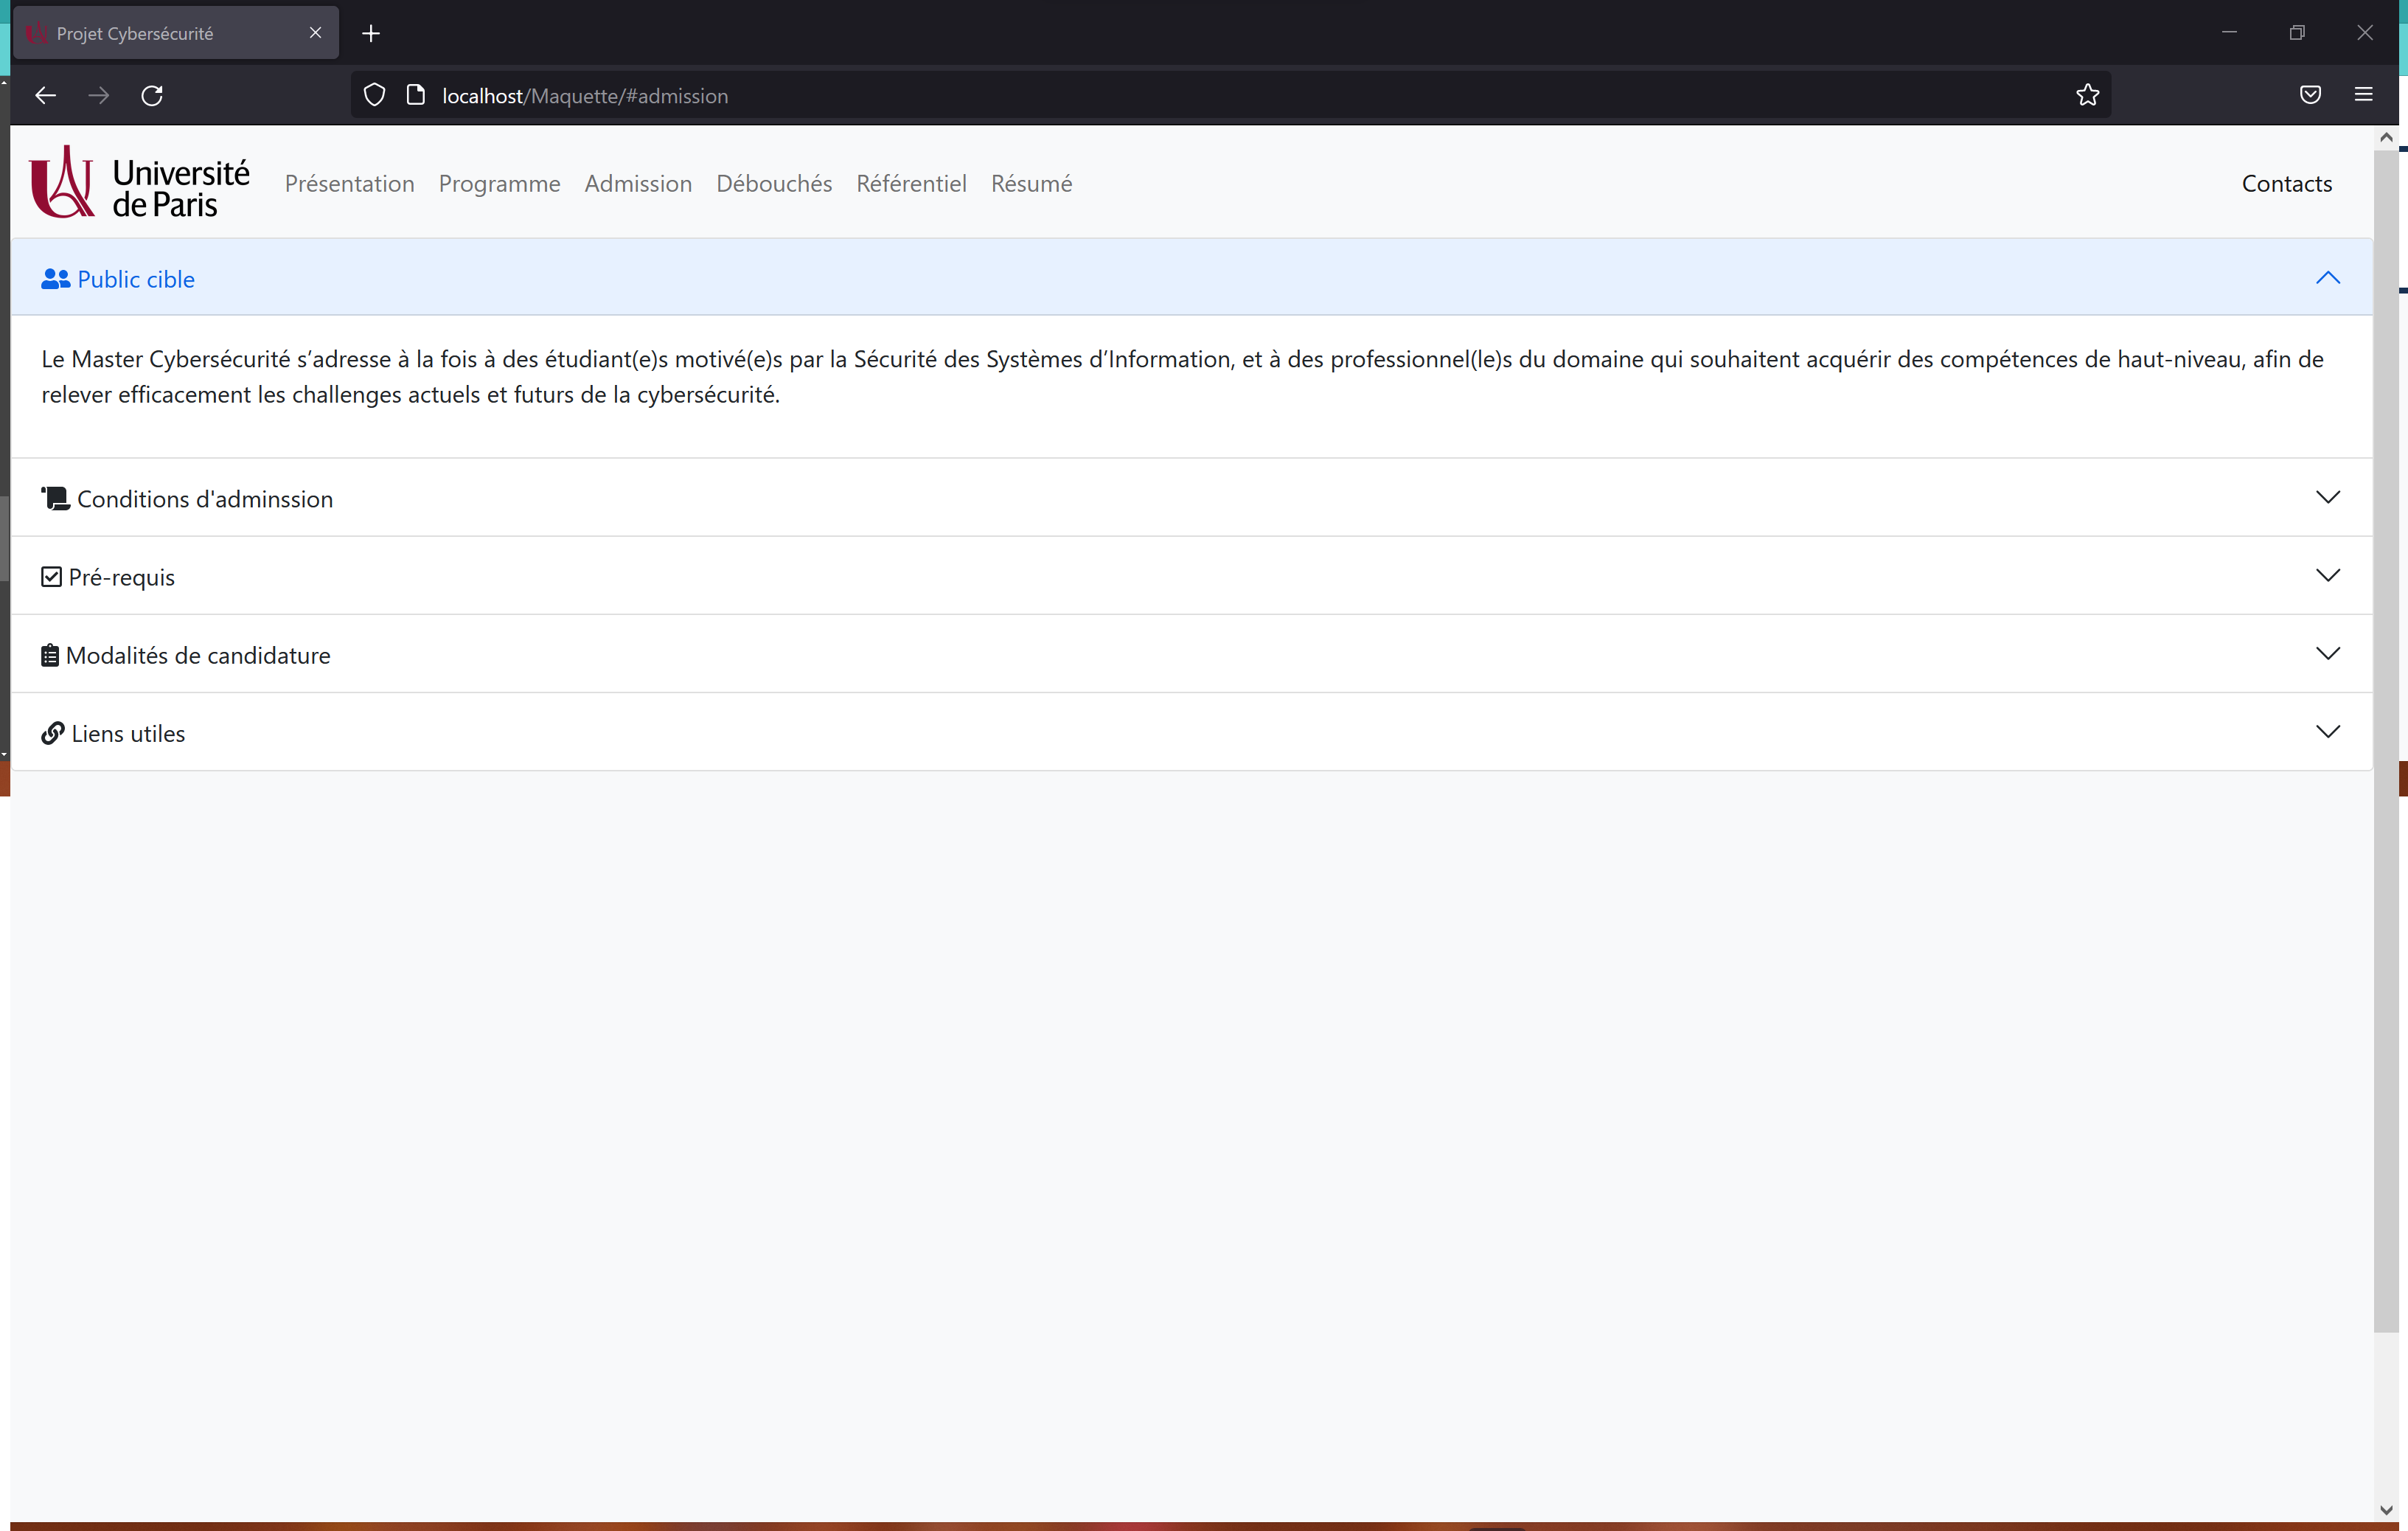 Projet Cybersécurité
localhost/Maquette/#admission
Université
de Paris
Présentation Programme Admission Débouchés Référentiel Résumé Contacts
Public cible
Le Master Cybersécurité s’adresse à la fois à des étudiant(e)s motivé(e)s par la Sécurité des Systèmes d’Information, et à des professionnel(le)s du domaine qui souhaitent acquérir des compétences de haut-niveau, afin de
relever efficacement les challenges actuels et futurs de la cybersécurité.
Conditions d'adminssion
Pré-requis
Modalités de candidature
Liens utiles